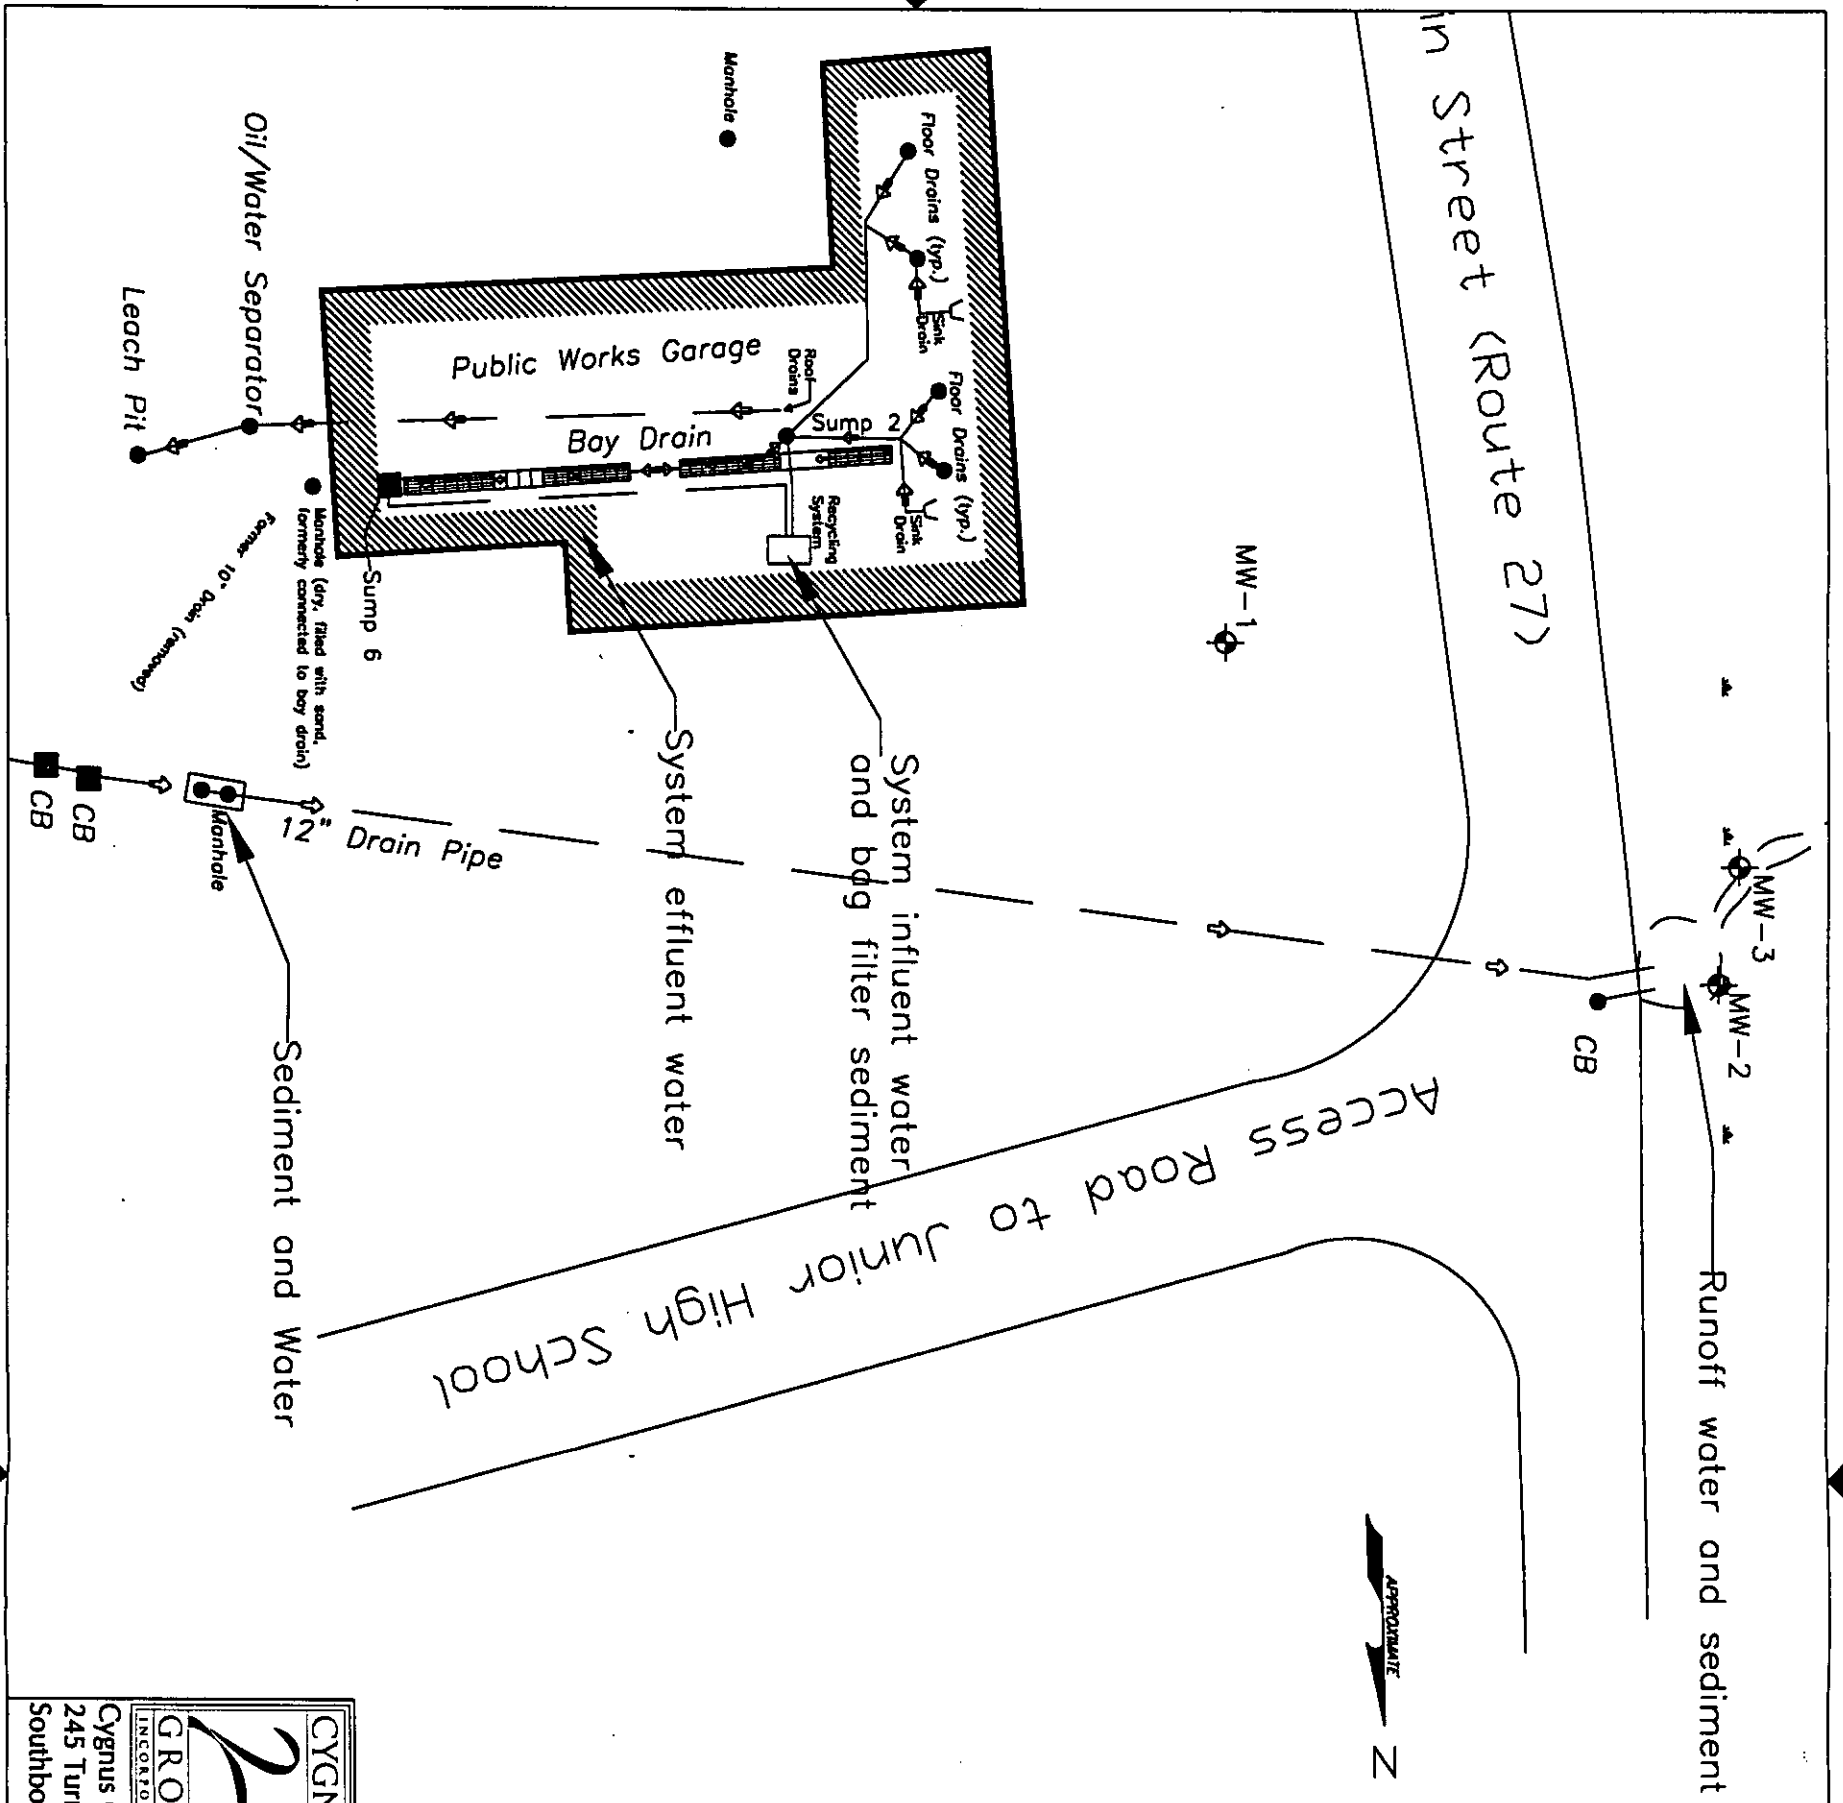 in Street (Route 27)
Manhole
Floor Drains (typ.)
Sink
Drain
Floor Drains (typ.)
Sink
Drain
Oil/Water Separator
Leach Pit
Public Works Garage
Roof
Drains
Bay Drain
Sump 2
Recycling
System
Sump 6
Manhole (dry, filled with sand,
formerly connected to bay drain)
Former 10" Drain (removed)
MW-1
MW-3
MW-2
CB
CB
CB
Manhole
12" Drain Pipe
System effluent water
System influent water
and bag filter sediment
Sediment and Water
Runoff water and sediment
Access Road to Junior High School
APPROXIMATE
N
CYGN
GRO
INCORPO
Cygnus
245 Turn
Southbo